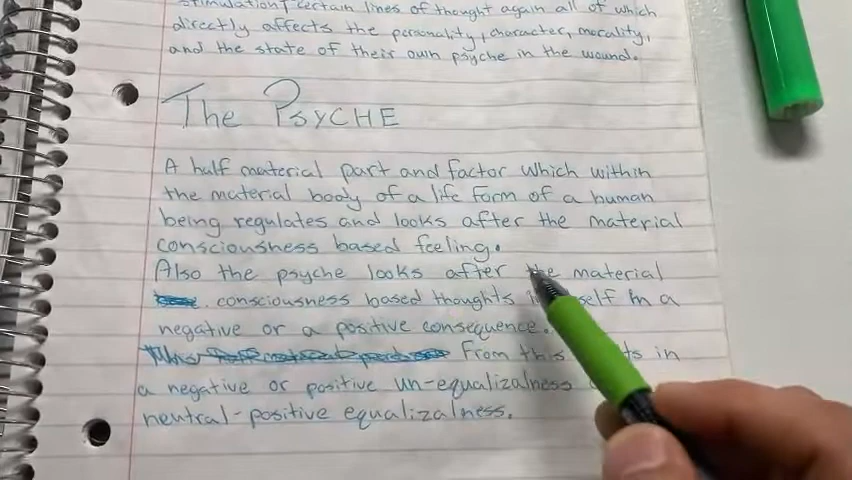 stimulation, certain lines of thought again all of which
directly affects the personality, character, morality,
and the state of their own psyche in the wound.
The PSYCHE
A half material part and factor which within
the material body of a life form of a human
being regulates and looks after the material
consciousness based feeling.
Also the psyche looks after the material
consciousness based thoughts in a
negative or a positive consequence.
From this in
a negative or positive un-equalizalness
neutral-positive equalizalness.